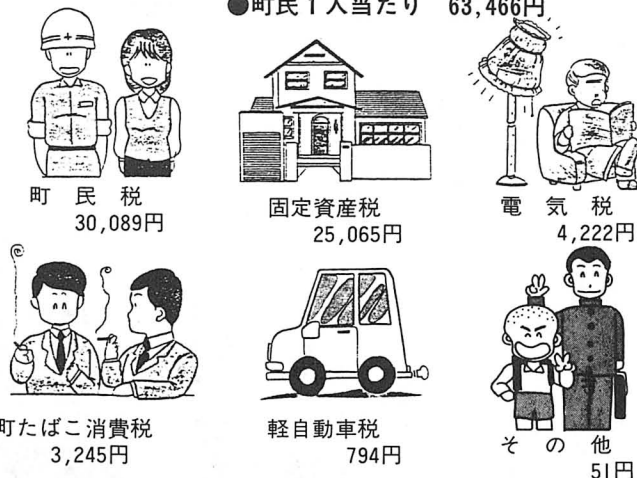 ●町民1人当たり 63,466円
町民税
30,089円
固定資産税
25,065円
電気税
4,222円
町たばこ消費税
3,245円
軽自動車税
794円
その他
51円